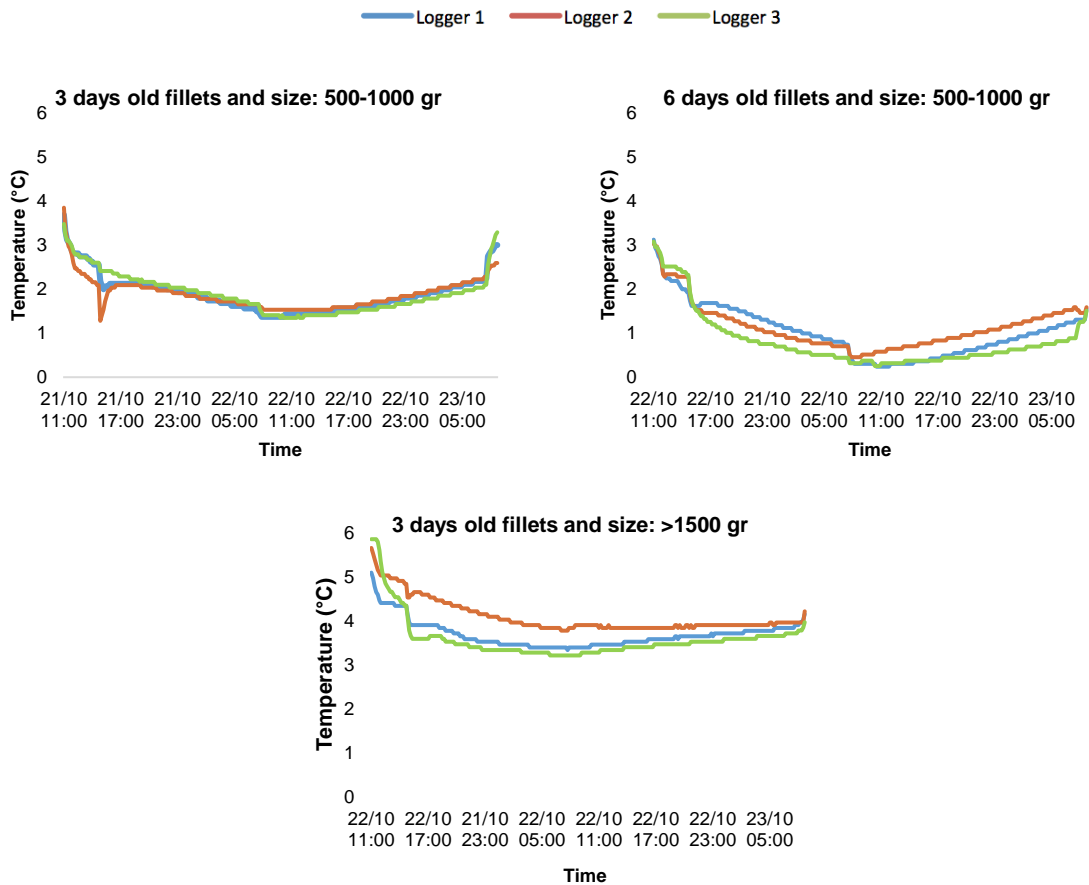 Logger 1 Logger 2 Logger 3
3 days old fillets and size: 500-1000 gr
6
5
4
3
2
1
0
Temperature (°C)
21/10 21/10 21/10 22/10 22/10 22/10 22/10 23/10
11:00 17:00 23:00 05:00 11:00 17:00 23:00 05:00
Time
6 days old fillets and size: 500-1000 gr
6
5
4
3
2
1
0
Temperature (°C)
22/10 22/10 21/10 22/10 22/10 22/10 22/10 23/10
11:00 17:00 23:00 05:00 11:00 17:00 23:00 05:00
Time
3 days old fillets and size: >1500 gr
6
5
4
3
2
1
0
Temperature (°C)
22/10 22/10 21/10 22/10 22/10 22/10 22/10 23/10
11:00 17:00 23:00 05:00 11:00 17:00 23:00 05:00
Time